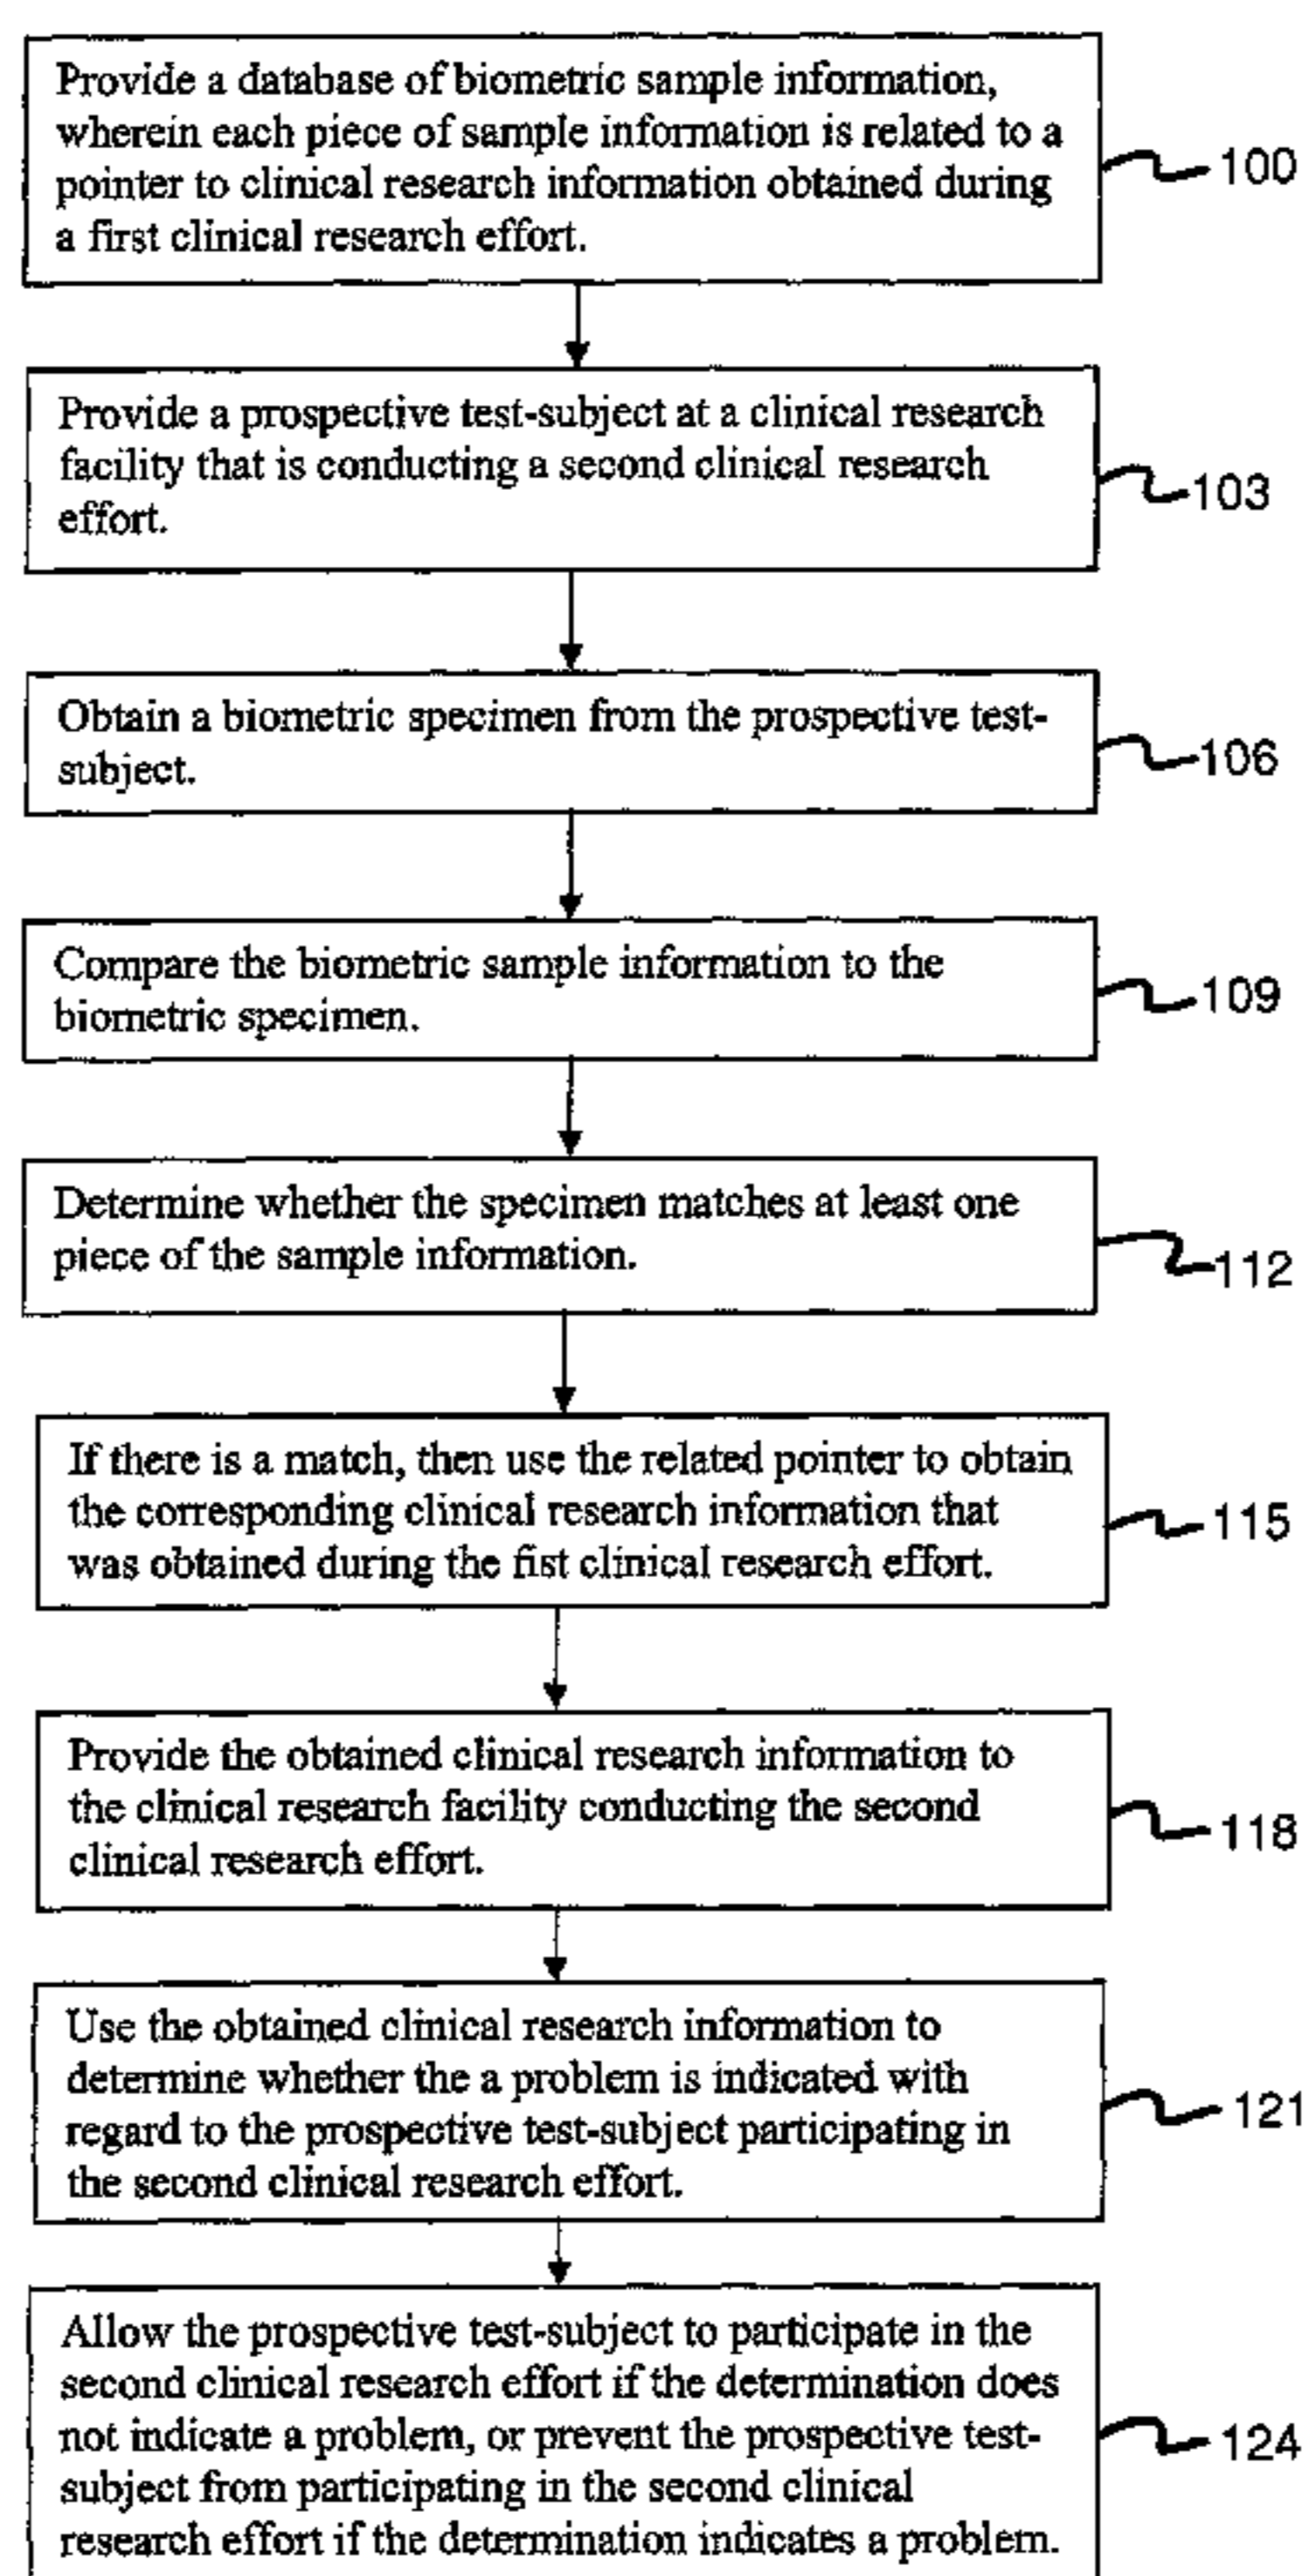 Provide a database of biometric sample information,
wherein each piece of sample information is related to a
pointer to clinical research information obtained during
a first clinical research effort.
100
Provide a prospective test-subject at a clinical research
facility that is conducting a second clinical research
effort.
103
Obtain a biometric specimen from the prospective test-
subject.
106
Compare the biometric sample information to the
biometric specimen.
109
Determine whether the specimen matches at least one
piece of the sample information.
112
If there is a match, then use the related pointer to obtain
the corresponding clinical research information that
was obtained during the fist clinical research effort.
115
Provide the obtained clinical research information to
the clinical research facility conducting the second
clinical research effort.
118
Use the obtained clinical research information to
determine whether the a problem is indicated with
regard to the prospective test-subject participating in
the second clinical research effort.
121
Allow the prospective test-subject to participate in the
second clinical research effort if the determination does
not indicate a problem, or prevent the prospective test-
subject from participating in the second clinical
research effort if the determination indicates a problem.
124